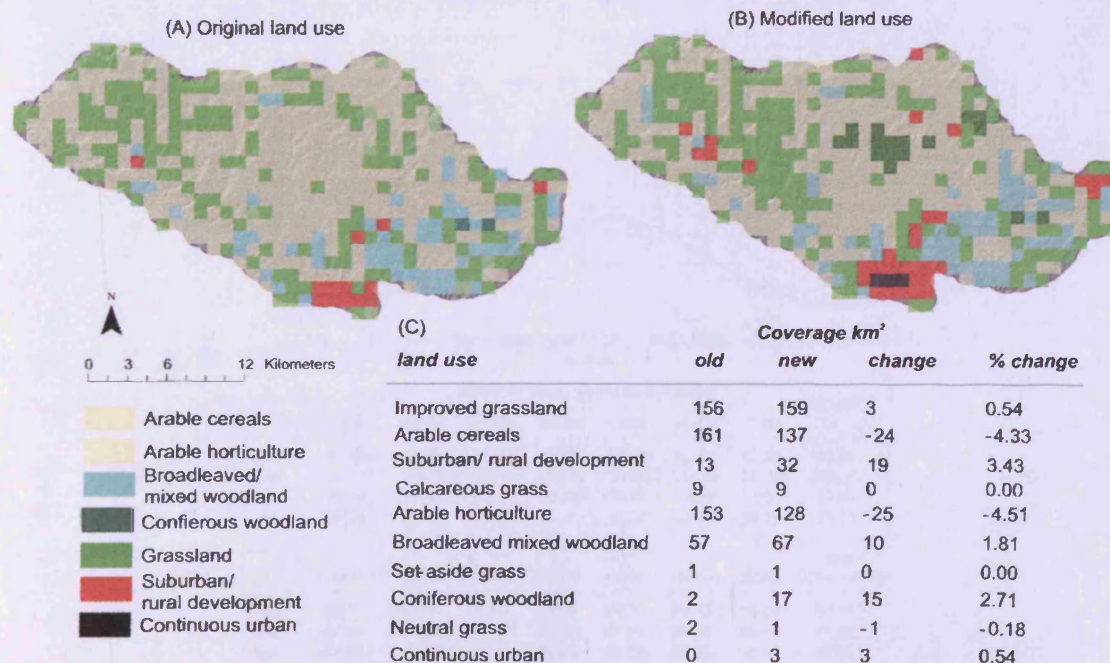 (A) Original land use
(B) Modified land use
N
0 3 6 12 Kilometers
Arable cereals
Arable horticulture
Broadleaved/
mixed woodland
Confierous woodland
Grassland
Suburban/
rural development
Continuous urban
(C)
Coverage km²
land use old new change % change
Improved grassland 156 159 3 0.54
Arable cereals 161 137 -24 -4.33
Suburban/ rural development 13 32 19 3.43
Calcareous grass 9 9 0 0.00
Arable horticulture 153 128 -25 -4.51
Broadleaved mixed woodland 57 67 10 1.81
Set-aside grass 1 1 0 0.00
Coniferous woodland 2 17 15 2.71
Neutral grass 2 1 -1 -0.18
Continuous urban 0 3 3 0.54